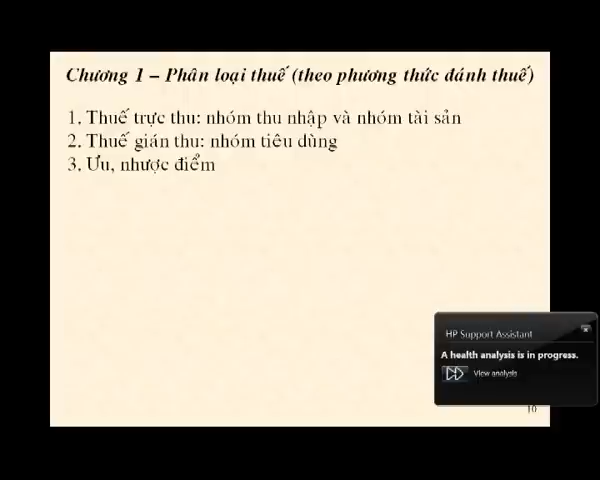 Chương 1 – Phân loại thuế (theo phương thức đánh thuế)
1. Thuế trực thu: nhóm thu nhập và nhóm tài sản
2. Thuế gián thu: nhóm tiêu dùng
3. Ưu, nhược điểm
HP Support Assistant
A health analysis is in progress.
View analysis
10